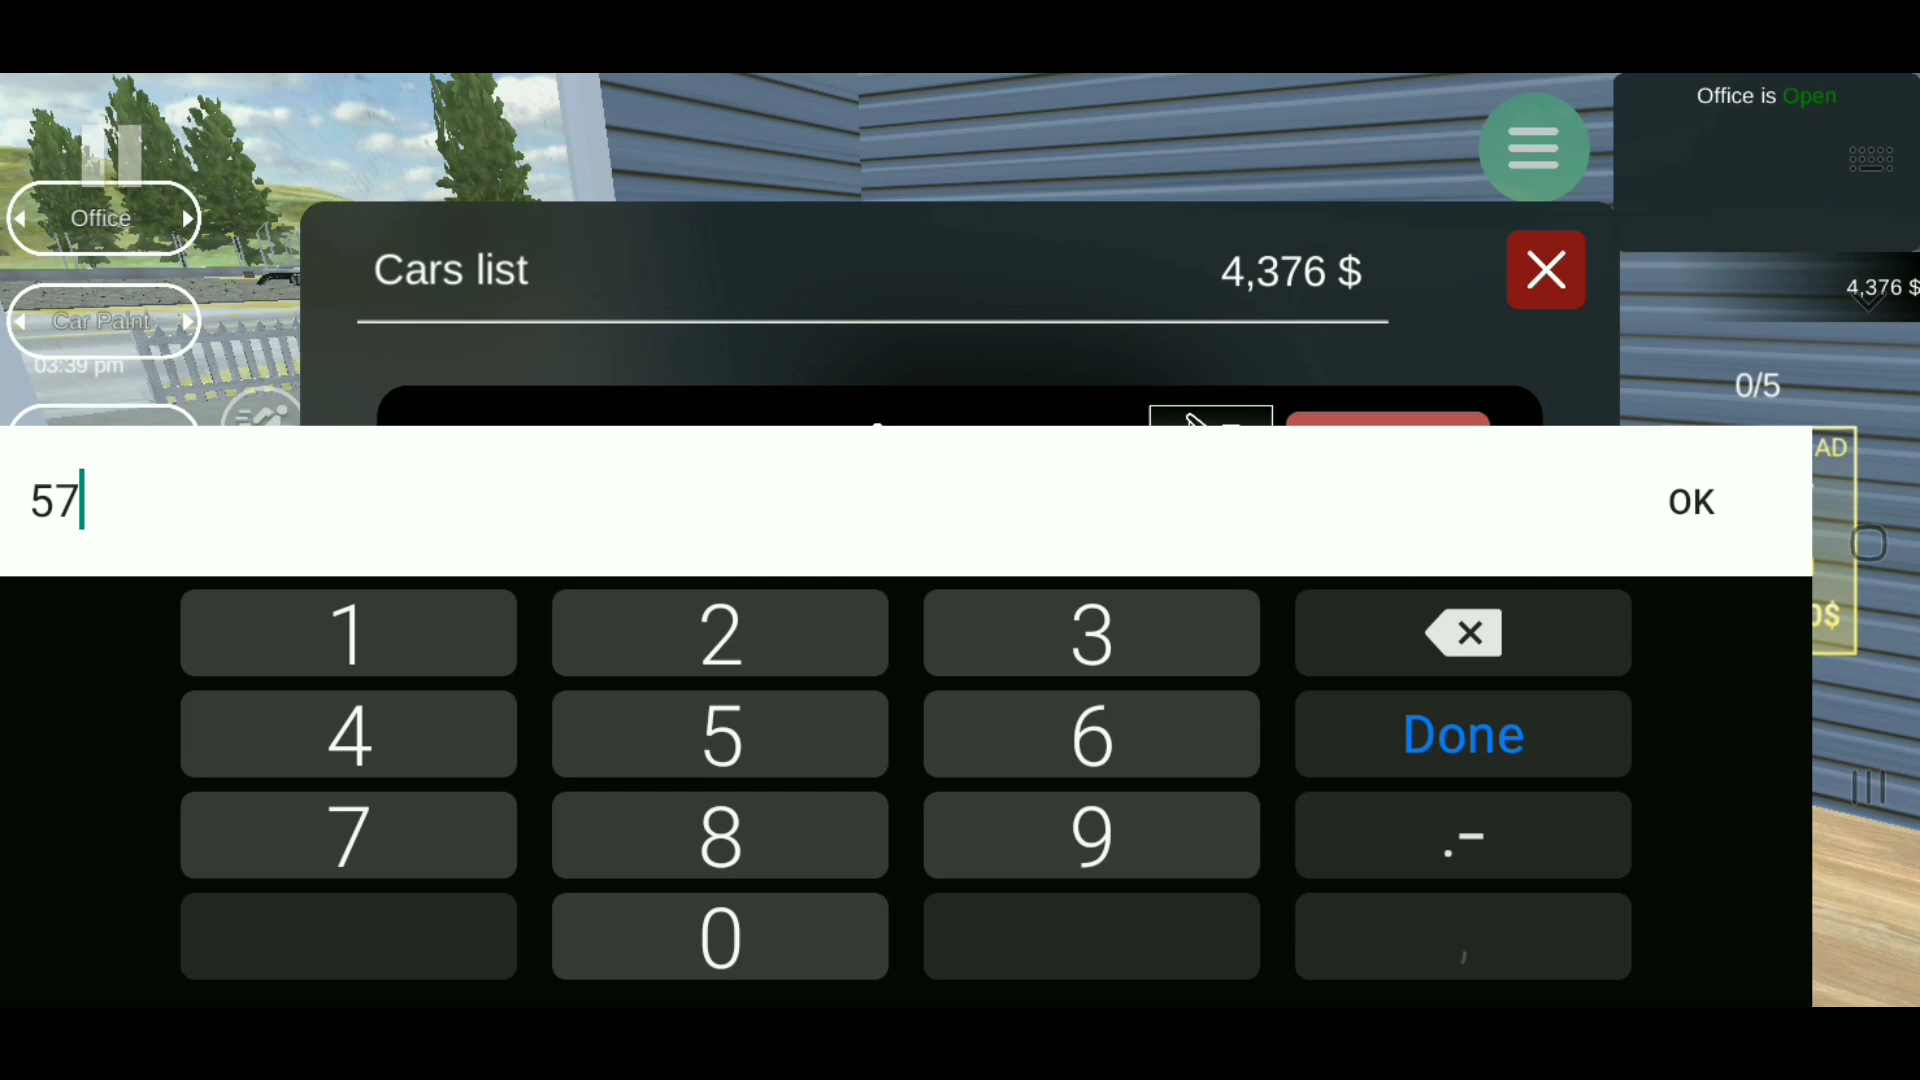 Office is Open
Office
Cars list
4,376 $
4,376 $
Car Paint
03:39 pm
0/5
AD
57
OK
0$
1
2
3
4
5
6
Done
7
8
9
.-
0
,